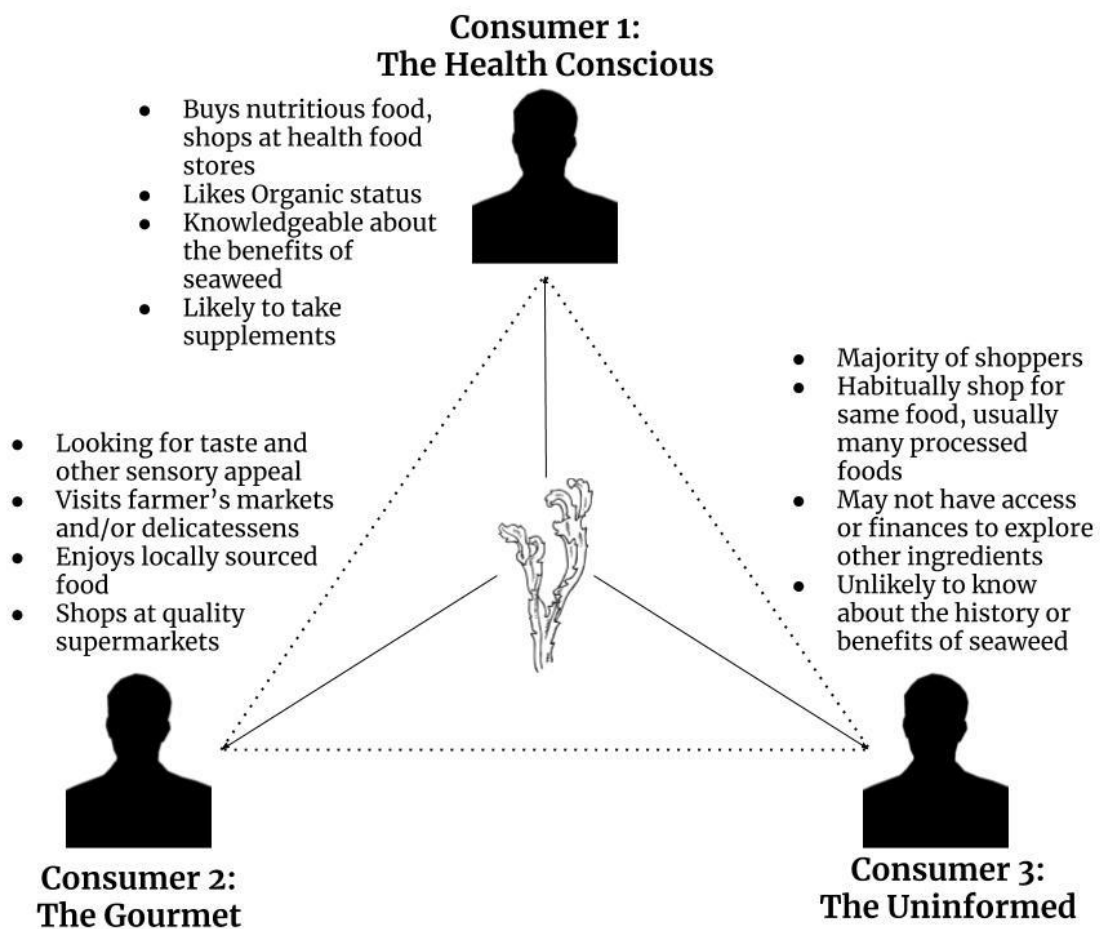 Consumer 1:
The Health Conscious
● Buys nutritious food,
shops at health food
stores
● Likes Organic status
● Knowledgeable about
the benefits of
seaweed
● Likely to take
supplements
● Looking for taste and
other sensory appeal
● Visits farmer’s markets
and/or delicatessens
● Enjoys locally sourced
food
● Shops at quality
supermarkets
Consumer 2:
The Gourmet
● Majority of shoppers
● Habitually shop for
same food, usually
many processed
foods
● May not have access
or finances to explore
other ingredients
● Unlikely to know
about the history or
benefits of seaweed
Consumer 3:
The Uninformed